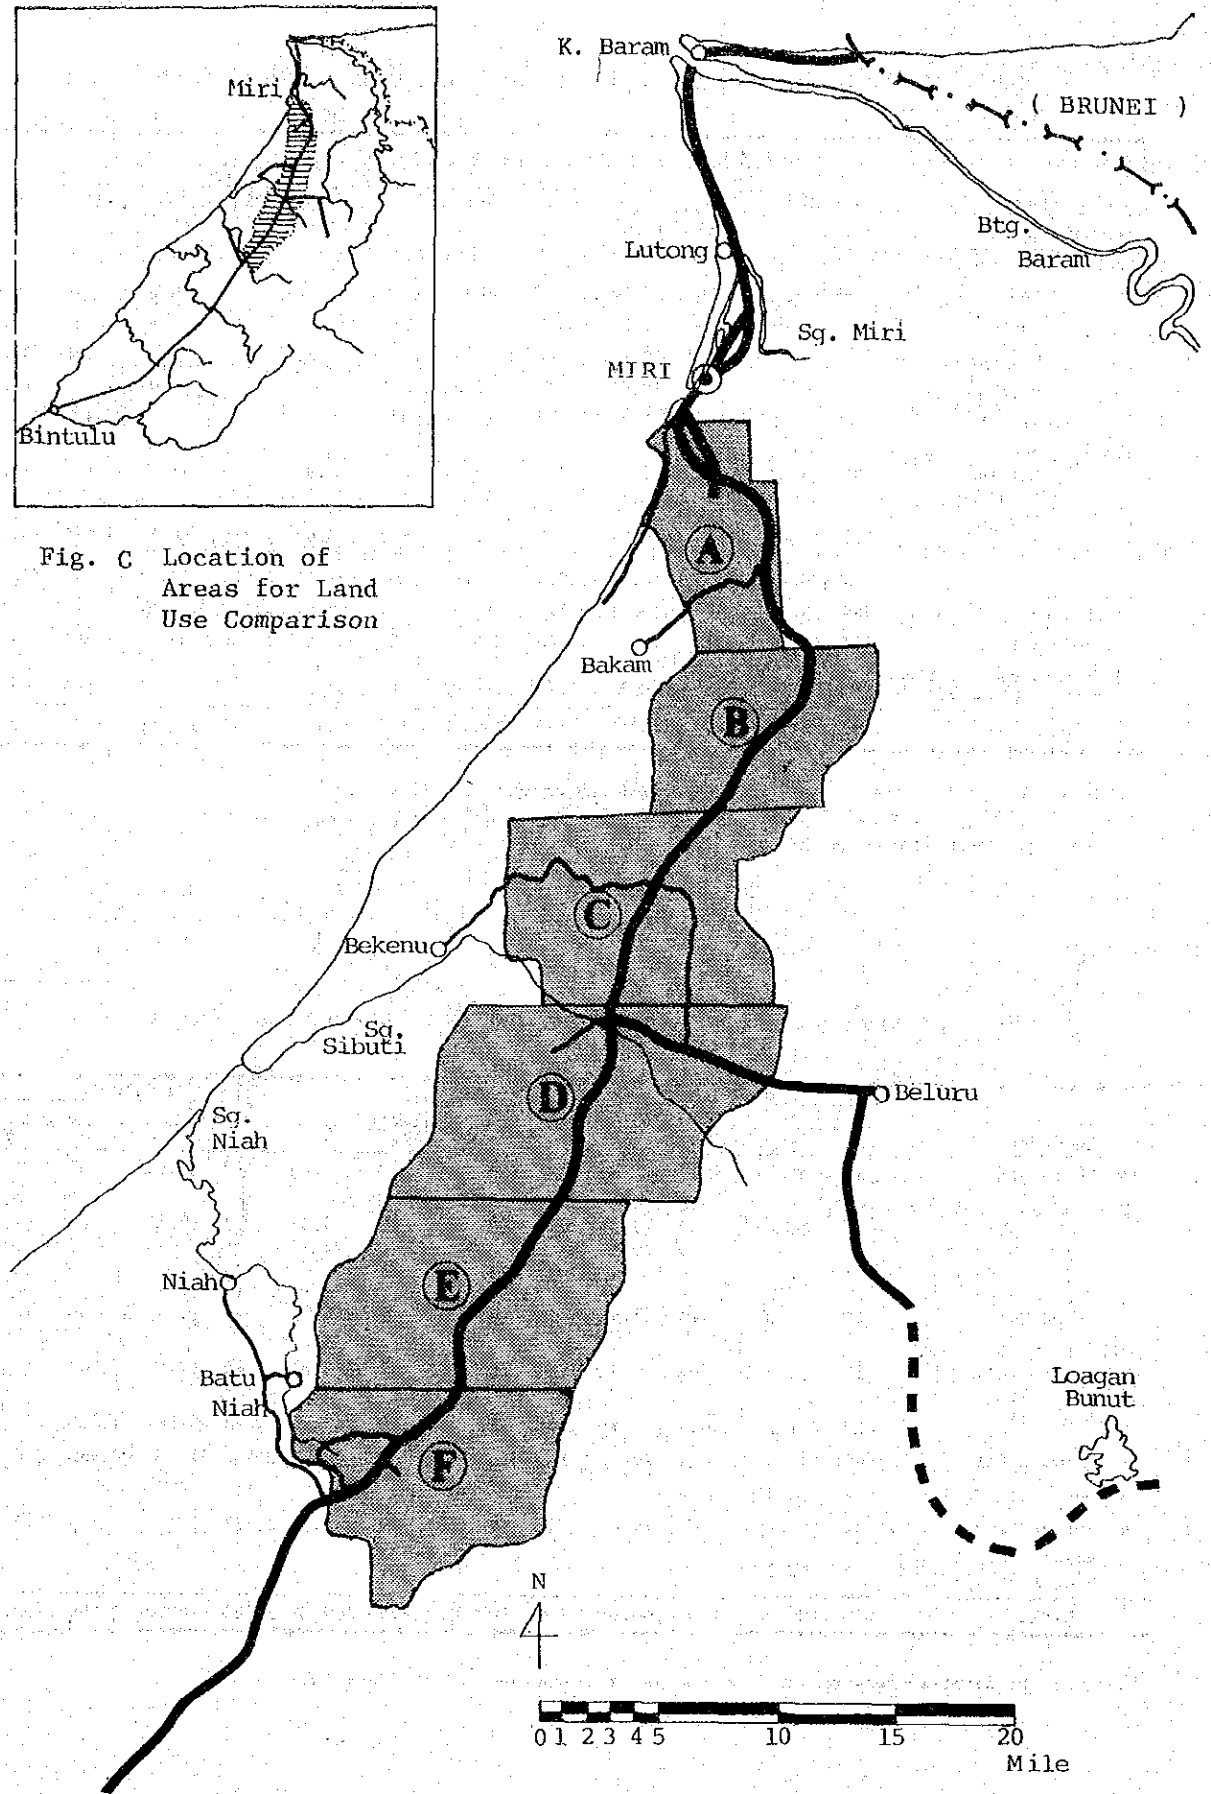 Miri
Bintulu
Fig. C Location of
Areas for Land
Use Comparison
K. Baram
( BRUNEI )
Btg.
Baram
Lutong
Sg. Miri
MIRI
A
Bakam
B
C
Bekenu
Sg.
Sibuti
D
Beluru
Sg.
Niah
Niah
E
Batu
Niah
Loagan
Bunut
F
N
0 1 2 3 4 5 10 15 20
Mile